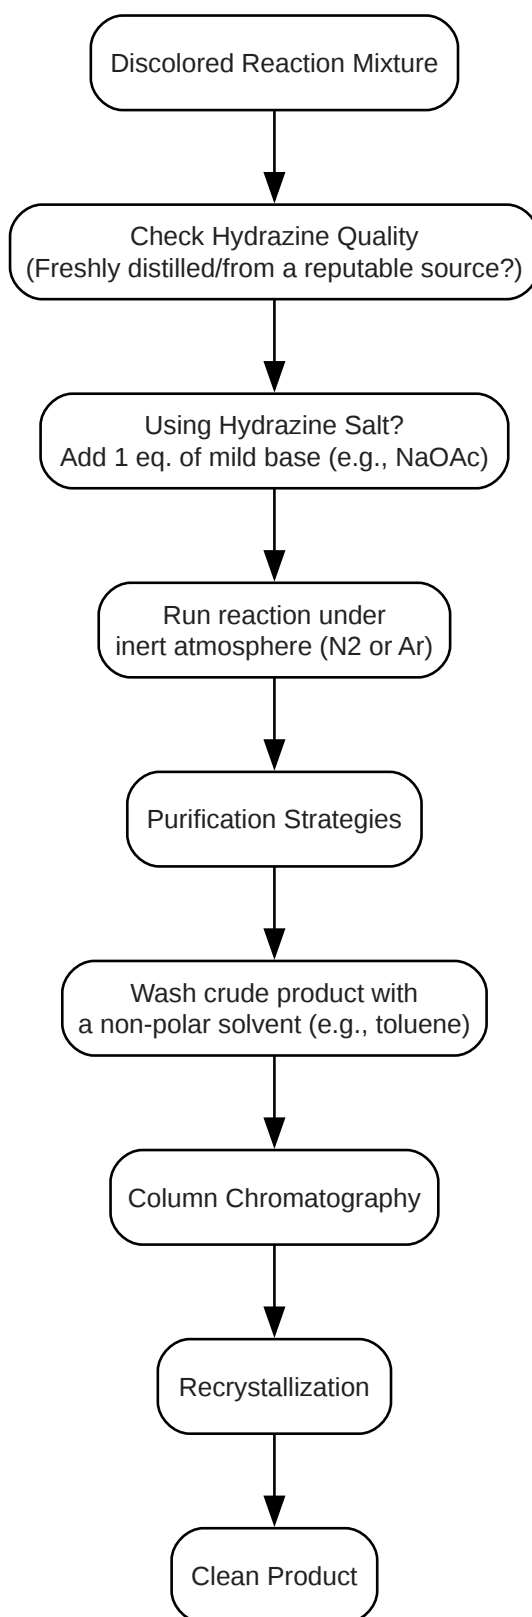 Discolored Reaction Mixture
Check Hydrazine Quality
(Freshly distilled/from a reputable source?)
Using Hydrazine Salt?
Add 1 eq. of mild base (e.g., NaOAc)
Run reaction under
inert atmosphere (N2 or Ar)
Purification Strategies
Wash crude product with
a non-polar solvent (e.g., toluene)
Column Chromatography
Recrystallization
Clean Product